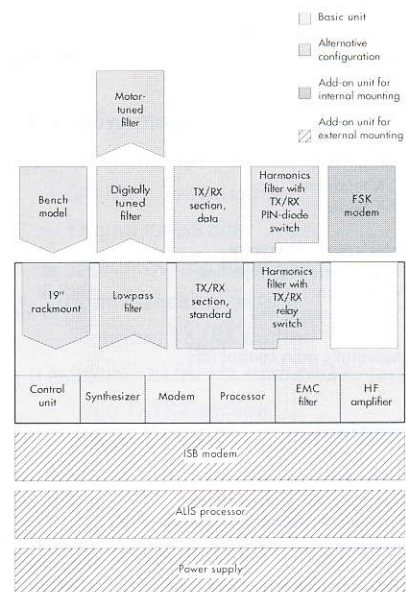 Basic unit
Alternative
configuration
Add-on unit for
internal mounting
Add-on unit for
external mounting
Motor-
tuned
filter
Bench
model
Digitally
tuned
filter
TX/RX
section,
data
Harmonics
filter with
TX/RX
PIN-diode
switch
FSK
modem
19"
rackmount
Lowpass
filter
TX/RX
section,
standard
Harmonics
filter with
TX/RX
relay
switch
Control
unit
Synthesizer
Modem
Processor
EMC
filter
HF
amplifier
ISB modem
ALIS processor
Power supply